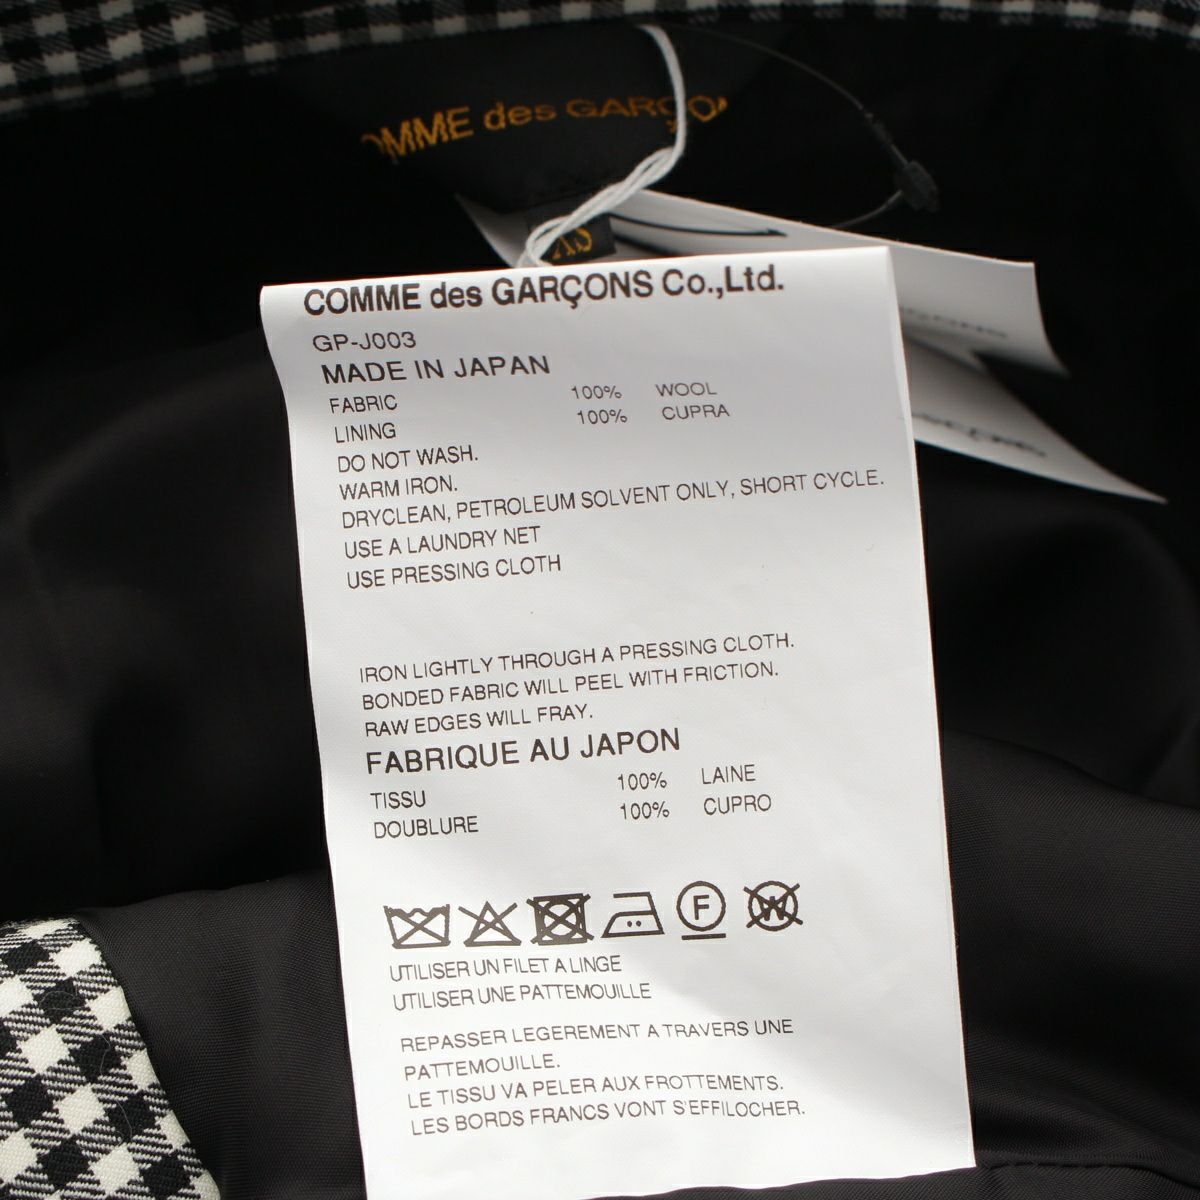 OMME des GARÇON
XS
COMME des GARÇONS Co.,Ltd.
GP-J003
MADE IN JAPAN
FABRIC 100% WOOL
LINING 100% CUPRA
DO NOT WASH.
WARM IRON.
DRYCLEAN, PETROLEUM SOLVENT ONLY, SHORT CYCLE.
USE A LAUNDRY NET
USE PRESSING CLOTH
IRON LIGHTLY THROUGH A PRESSING CLOTH.
BONDED FABRIC WILL PEEL WITH FRICTION.
RAW EDGES WILL FRAY.
FABRIQUE AU JAPON
TISSU 100% LAINE
DOUBLURE 100% CUPRO
F W
UTILISER UN FILET A LINGE
UTILISER UNE PATTEMOUILLE
REPASSER LEGEREMENT A TRAVERS UNE
PATTEMOUILLE.
LE TISSU VA PELER AUX FROTTEMENTS.
LES BORDS FRANCS VONT S'EFFILOCHER.